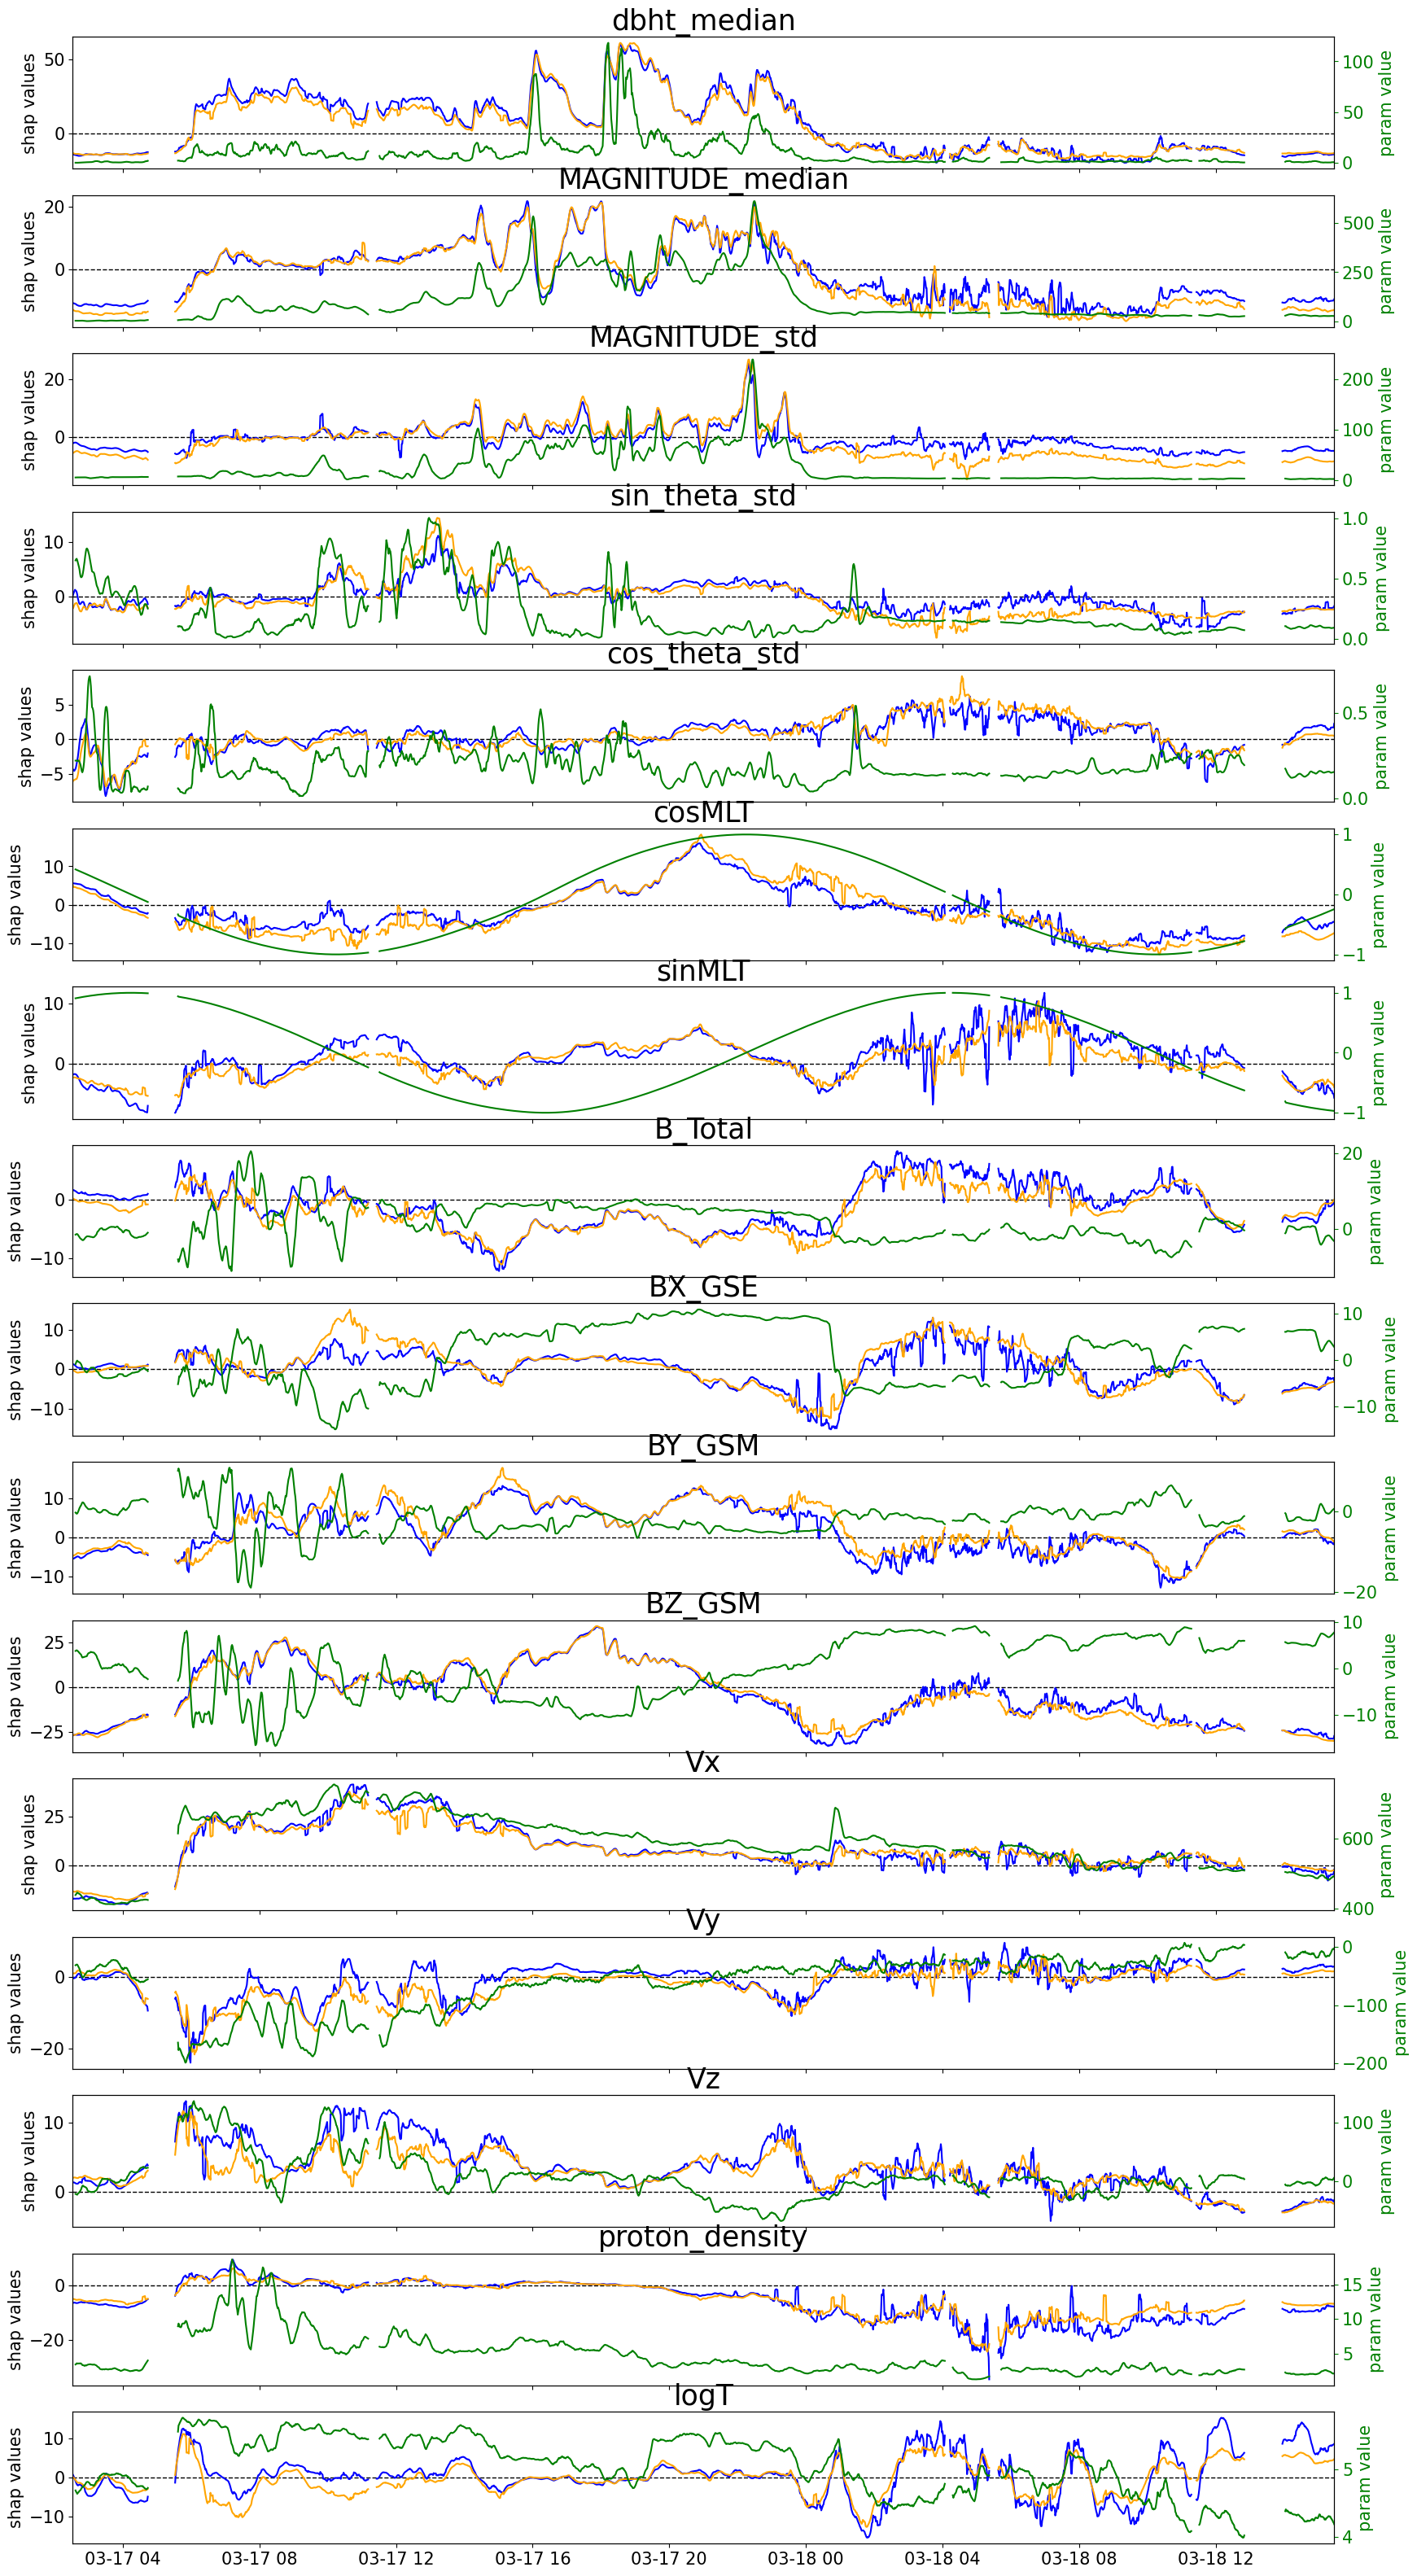 dbht_median
shap values
50
0
100
50
0
param value
MAGNITUDE_median
shap values
20
0
500
250
0
param value
MAGNITUDE_std
shap values
20
0
200
100
0
param value
sin_theta_std
shap values
10
0
1.0
0.5
0.0
param value
cos_theta_std
shap values
5
0
−5
0.5
0.0
param value
cosMLT
shap values
10
0
−10
1
0
−1
param value
sinMLT
shap values
10
0
1
0
−1
param value
B_Total
shap values
0
−10
20
0
param value
BX_GSE
shap values
10
0
−10
10
0
−10
param value
BY_GSM
shap values
10
0
−10
0
−20
param value
BZ_GSM
shap values
25
0
−25
10
0
−10
param value
Vx
shap values
25
0
600
400
param value
Vy
shap values
0
−20
0
−100
−200
param value
Vz
shap values
10
0
100
0
param value
proton_density
shap values
0
−20
15
10
5
param value
logT
shap values
10
0
−10
5
4
param value
03-17 04 03-17 08 03-17 12 03-17 16 03-17 20 03-18 00 03-18 04 03-18 08 03-18 12